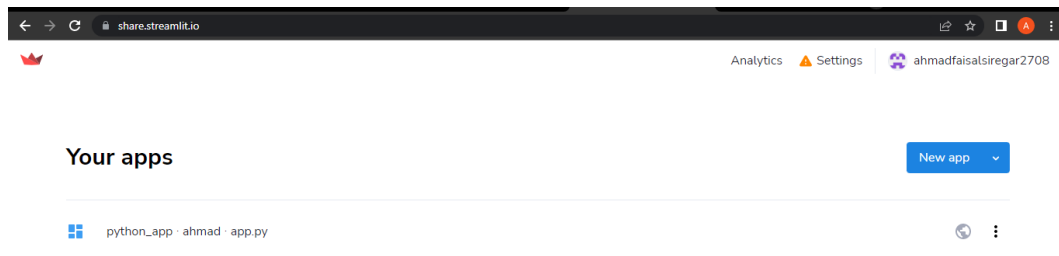 share.streamlit.io
A
Analytics Settings ahmadfaisalsiregar2708
Your apps
New app
python_app · ahmad · app.py